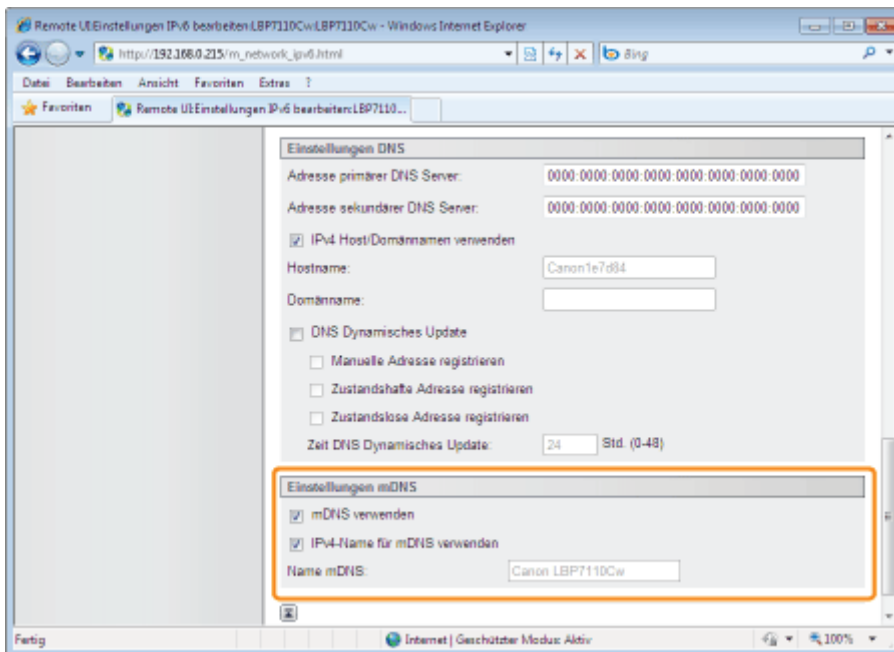 Remote UI:Einstellungen IPv6 bearbeiten:LBP7110Cw:LBP7110Cw - Windows Internet Explorer
http://192.168.0.215/m_network_ipv6.html
Bing
Datei Bearbeiten Ansicht Favoriten Extras ?
Favoriten
Remote UI:Einstellungen IPv6 bearbeiten:LBP7110...
Einstellungen DNS
Adresse primärer DNS Server: 0000:0000:0000:0000:0000:0000:0000:0000
Adresse sekundärer DNS Server: 0000:0000:0000:0000:0000:0000:0000:0000
IPv4 Host/Domännamen verwenden
Hostname: Canon1e7d84
Domänname:
DNS Dynamisches Update
Manuelle Adresse registrieren
Zustandshafte Adresse registrieren
Zustandslose Adresse registrieren
Zeit DNS Dynamisches Update: 24 Std. (0-48)
Einstellungen mDNS
mDNS verwenden
IPv4-Name für mDNS verwenden
Name mDNS: Canon LBP7110Cw
Fertig
Internet | Geschützter Modus: Aktiv
100%